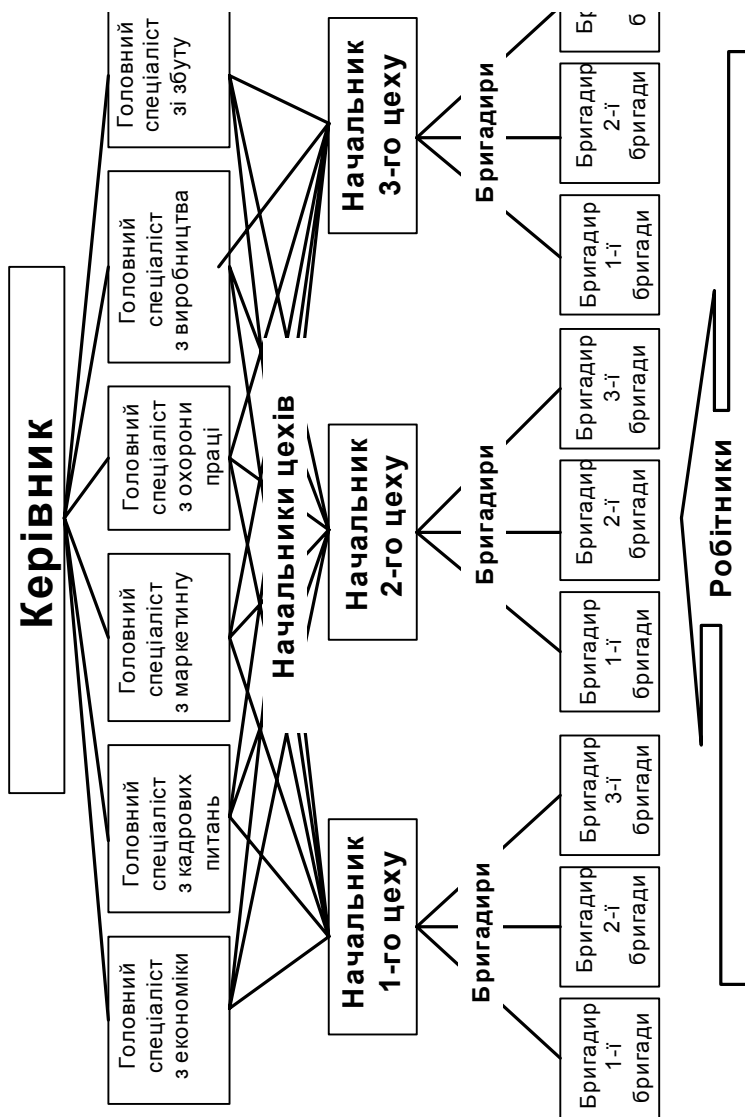 Керівник
Головний
спеціаліст
з економіки
Головний
спеціаліст
з кадрових
питань
Головний
спеціаліст
з маркетингу
Головний
спеціаліст
з охорони
праці
Головний
спеціаліст
з виробництва
Головний
спеціаліст
зі збуту
Начальники цехів
Начальник
1-го цеху
Начальник
2-го цеху
Начальник
3-го цеху
Бригадири
Бригадири
Бригадири
Бригадир
1-ї
бригади
Бригадир
2-ї
бригади
Бригадир
3-ї
бригади
Бригадир
1-ї
бригади
Бригадир
2-ї
бригади
Бригадир
3-ї
бригади
Бригадир
1-ї
бригади
Бригадир
2-ї
бригади
Робітники